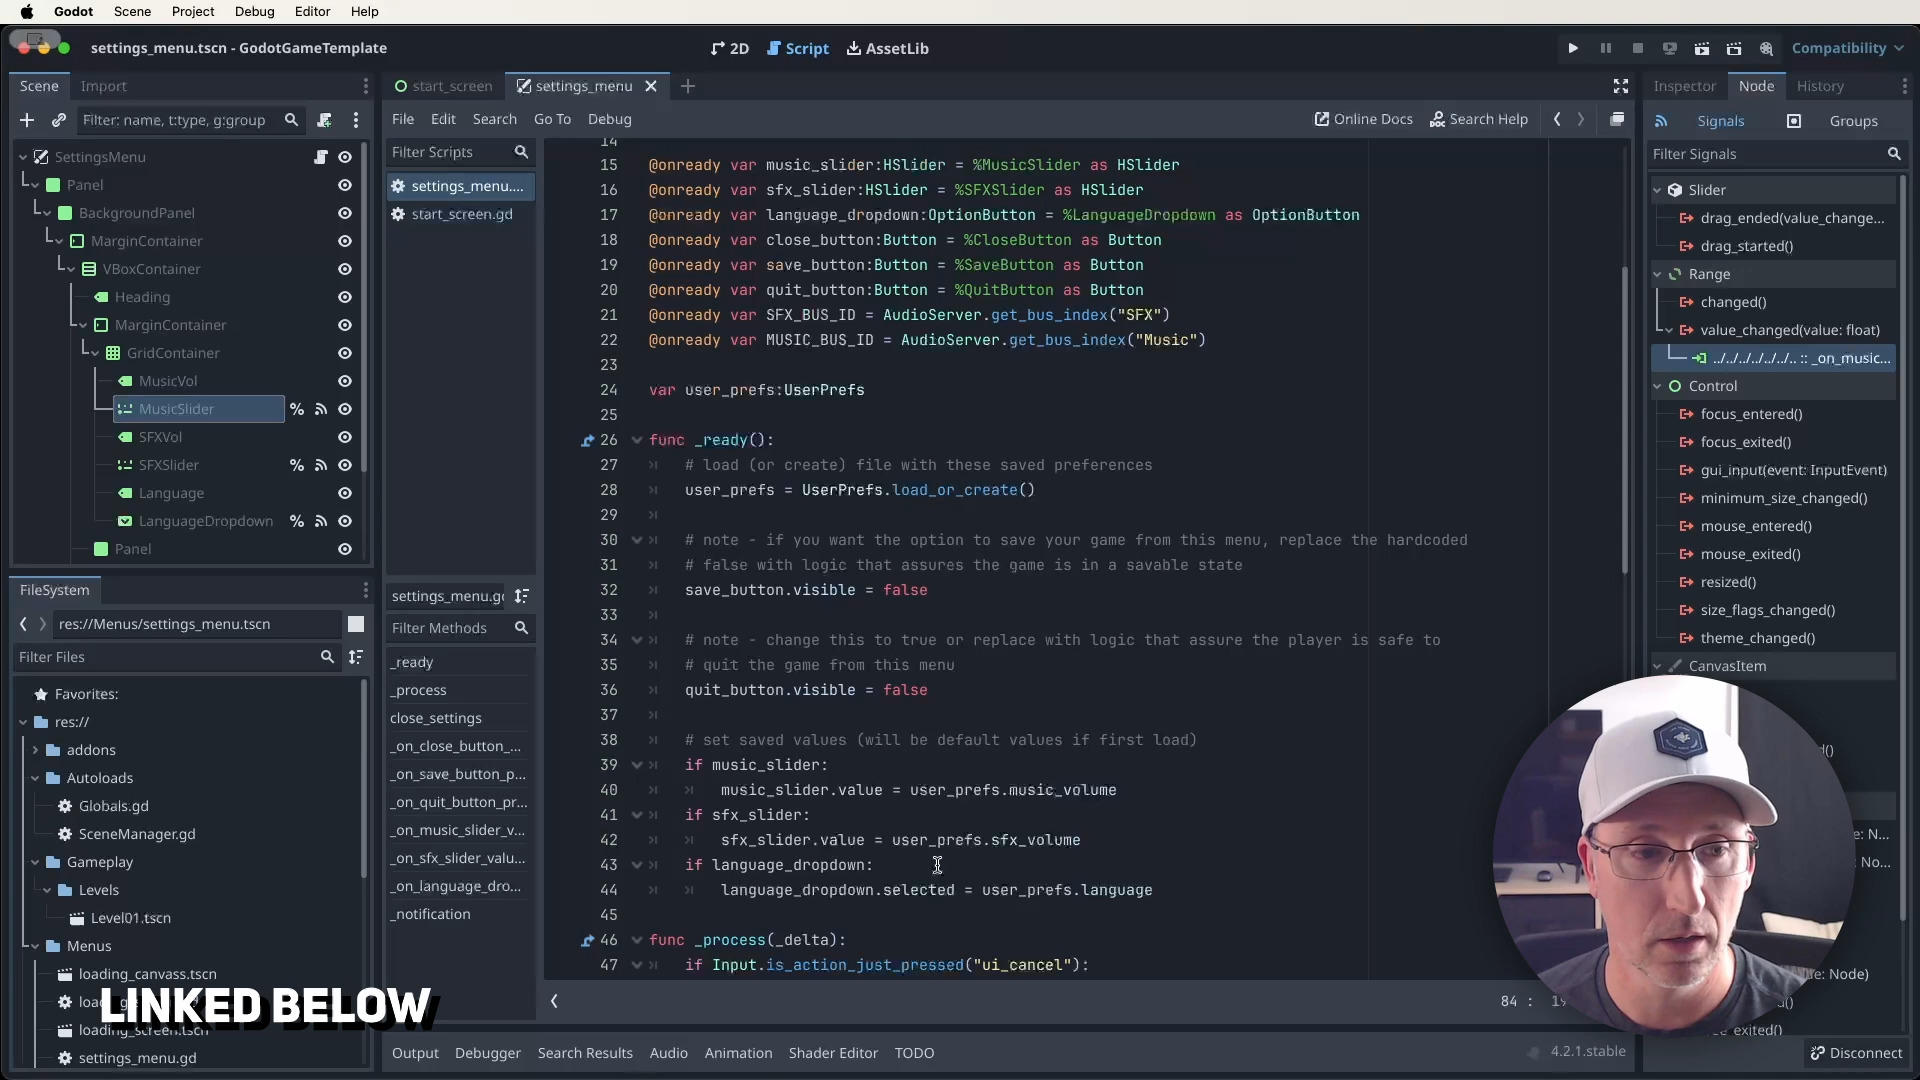 Godot Scene Project Debug Editor Help
settings_menu.tscn - GodotGameTemplate
2D Script AssetLib
Compatibility
Scene Import
start_screen settings_menu
Inspector Node History
Filter: name, t:type, g:group
File Edit Search Go To Debug
Online Docs Search Help
Signals Groups
Filter Scripts
Filter Signals
SettingsMenu
Panel
BackgroundPanel
MarginContainer
VBoxContainer
Heading
MarginContainer
GridContainer
MusicVol
MusicSlider
SFXVol
SFXSlider
Language
LanguageDropdown
Panel
settings_menu....
start_screen.gd
14
15 @onready var music_slider:HSlider = %MusicSlider as HSlider
16 @onready var sfx_slider:HSlider = %SFXSlider as HSlider
17 @onready var language_dropdown:OptionButton = %LanguageDropdown as OptionButton
18 @onready var close_button:Button = %CloseButton as Button
19 @onready var save_button:Button = %SaveButton as Button
20 @onready var quit_button:Button = %QuitButton as Button
21 @onready var SFX_BUS_ID = AudioServer.get_bus_index("SFX")
22 @onready var MUSIC_BUS_ID = AudioServer.get_bus_index("Music")
23
24 var user_prefs:UserPrefs
25
26 func _ready():
27 # load (or create) file with these saved preferences
28 user_prefs = UserPrefs.load_or_create()
29
30 # note - if you want the option to save your game from this menu, replace the hardcoded
31 # false with logic that assures the game is in a savable state
32 save_button.visible = false
33
34 # note - change this to true or replace with logic that assure the player is safe to
35 # quit the game from this menu
36 quit_button.visible = false
37
38 # set saved values (will be default values if first load)
39 if music_slider:
40 music_slider.value = user_prefs.music_volume
41 if sfx_slider:
42 sfx_slider.value = user_prefs.sfx_volume
43 if language_dropdown:
44 language_dropdown.selected = user_prefs.language
45
46 func _process(_delta):
47 if Input.is_action_just_pressed("ui_cancel"):
84 :
Slider
drag_ended(value_change...
drag_started()
Range
changed()
value_changed(value: float)
../../../../../../.. :: _on_music...
Control
focus_entered()
focus_exited()
gui_input(event: InputEvent)
minimum_size_changed()
mouse_entered()
mouse_exited()
resized()
size_flags_changed()
theme_changed()
CanvasItem
Disconnect
FileSystem
res://Menus/settings_menu.tscn
Filter Files
Favorites:
res://
addons
Autoloads
Globals.gd
SceneManager.gd
Gameplay
Levels
Level01.tscn
Menus
loading_canvass.tscn
loading_screen.tscn
settings_menu.gd
settings_menu.g
Filter Methods
_ready
_process
close_settings
_on_close_button_...
_on_save_button_p...
_on_quit_button_pr...
_on_music_slider_v...
_on_sfx_slider_valu...
_on_language_dro...
_notification
LINKED BELOW
Output Debugger Search Results Audio Animation Shader Editor TODO
4.2.1.stable